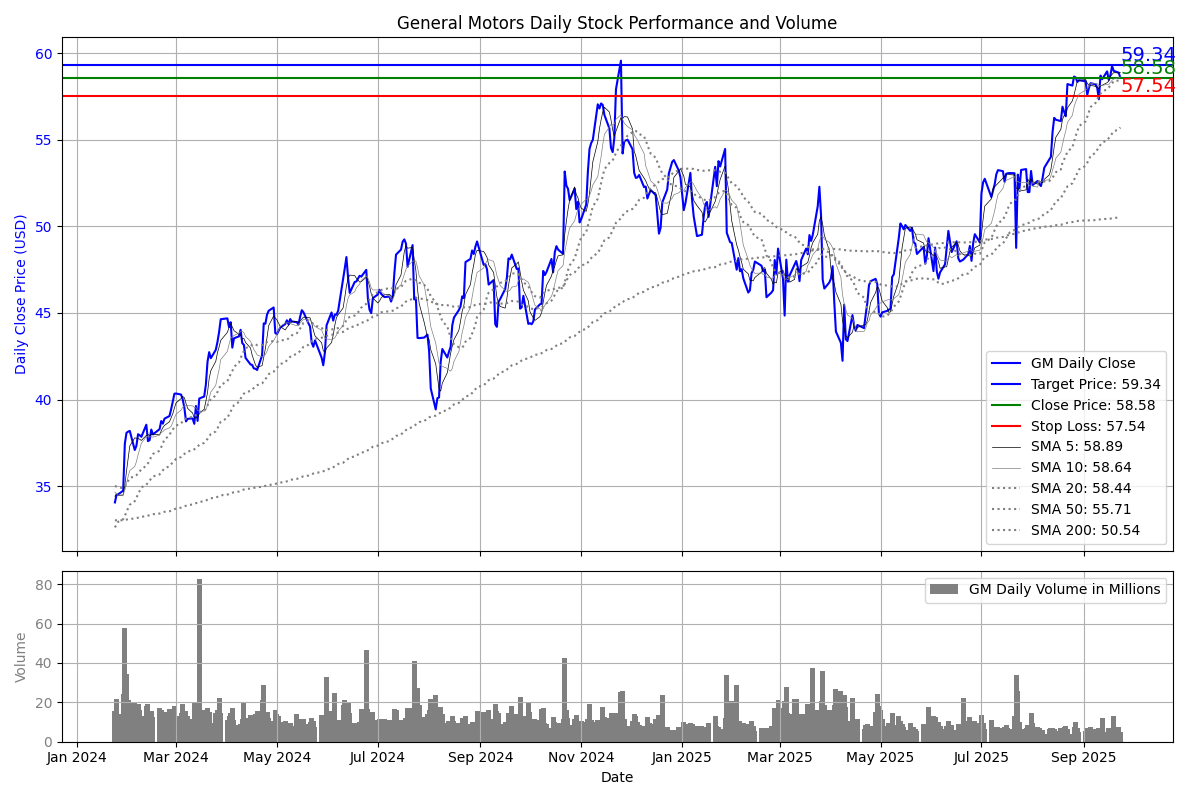 General Motors Daily Stock Performance and Volume
60
55
50
45
40
35
Daily Close Price (USD)
59.34
58.58
57.54
GM Daily Close
Target Price: 59.34
Close Price: 58.58
Stop Loss: 57.54
SMA 5: 58.89
SMA 10: 58.64
SMA 20: 58.44
SMA 50: 55.71
SMA 200: 50.54
80
60
40
20
0
Volume
GM Daily Volume in Millions
Jan 2024 Mar 2024 May 2024 Jul 2024 Sep 2024 Nov 2024 Jan 2025 Mar 2025 May 2025 Jul 2025 Sep 2025
Date